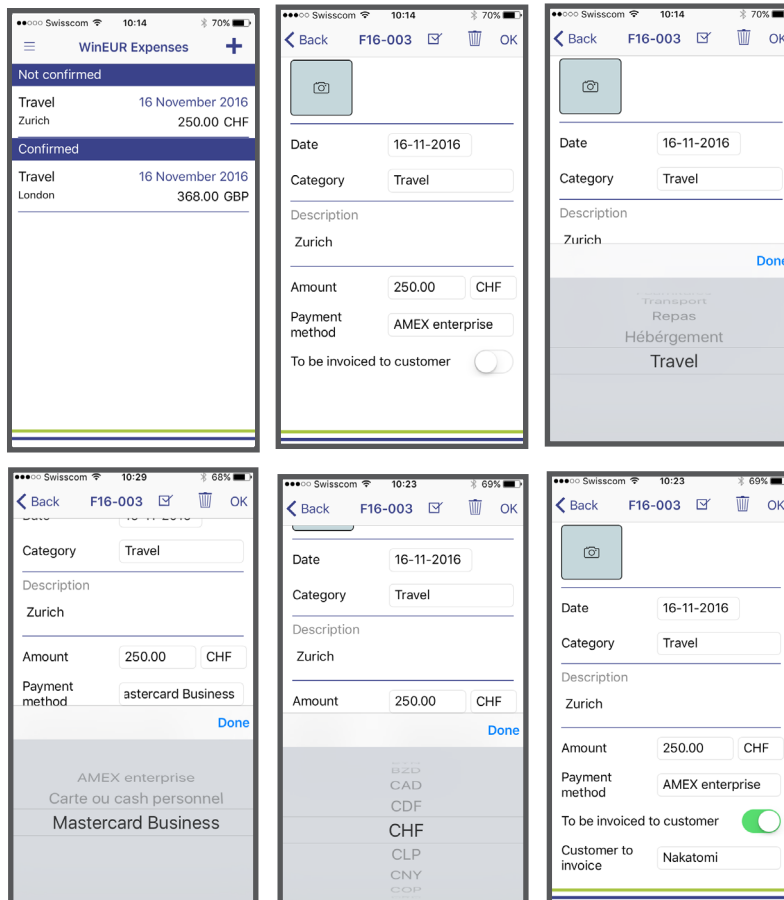 Swisscom 10:14 70%
WinEUR Expenses
Not confirmed
Travel 16 November 2016
Zurich 250.00 CHF
Confirmed
Travel 16 November 2016
London 368.00 GBP
Swisscom 10:14 70%
Back F16-003 OK
Date 16-11-2016
Category Travel
Description
Zurich
Amount 250.00 CHF
Payment
method AMEX enterprise
To be invoiced to customer
Swisscom 10:14 70%
Back F16-003 OK
Date 16-11-2016
Category Travel
Description
Zurich
Done
Transport
Repas
Hébérgement
Travel
Swisscom 10:29 68%
Back F16-003 OK
Category Travel
Description
Zurich
Amount 250.00 CHF
Payment
method astercard Business
Done
AMEX enterprise
Carte ou cash personnel
Mastercard Business
Swisscom 10:23 69%
Back F16-003 OK
Date 16-11-2016
Category Travel
Description
Zurich
Amount 250.00 CHF
Done
BZD
CAD
CDF
CHF
CLP
CNY
COP
Swisscom 10:23 69%
Back F16-003 OK
Date 16-11-2016
Category Travel
Description
Zurich
Amount 250.00 CHF
Payment
method AMEX enterprise
To be invoiced to customer
Customer to
invoice Nakatomi